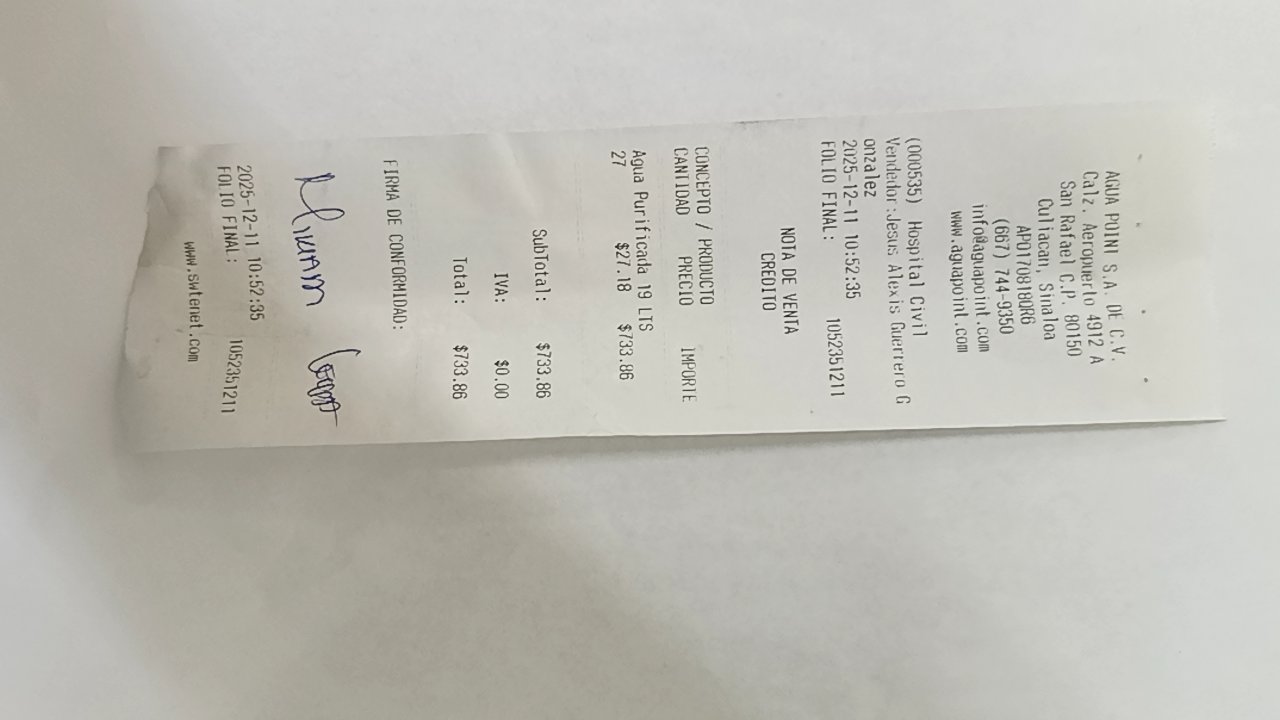 AGUA POINT S.A. DE C.V.
Calz. Aeropuerto 4912 A
San Rafael C.P. 80150
Culiacan, Sinaloa
APO170818QR6
(667) 744-9350
info@aguapoint.com
www.aguapoint.com
(000535) Hospital Civil
Vendedor:Jesus Alexis Guerrero G
onzalez
2025-12-11 10:52:35
FOLIO FINAL: 1052351211
NOTA DE VENTA
CREDITO
CONCEPTO / PRODUCTO
CANTIDAD PRECIO IMPORTE
Agua Purificada 19 LTS
27 $27.18 $733.86
SubTotal: $733.86
IVA: $0.00
Total: $733.86
FIRMA DE CONFORMIDAD:
2025-12-11 10:52:35
FOLIO FINAL: 1052351211
www.swtenet.com